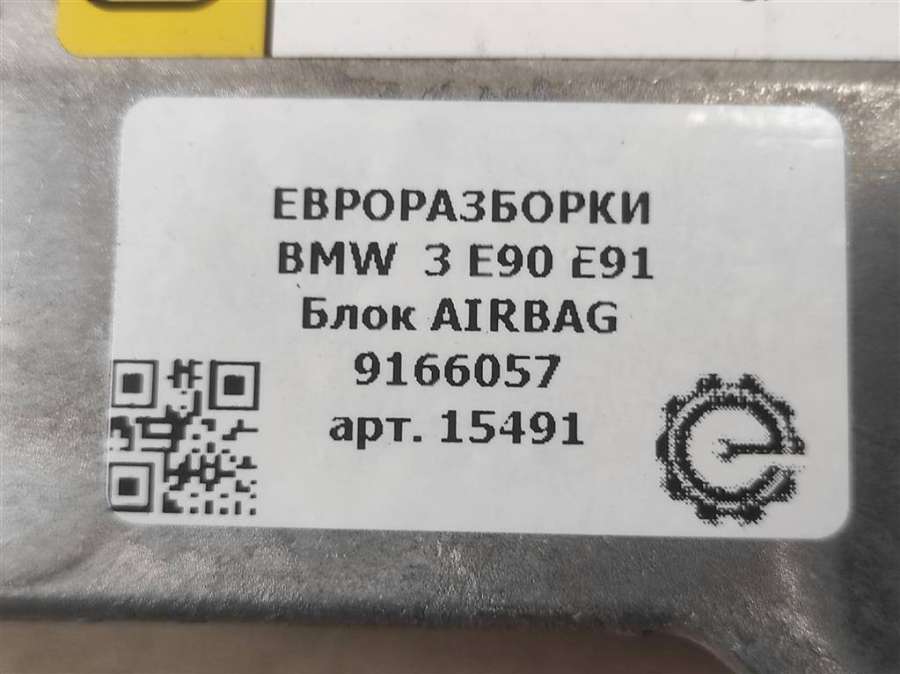 ЕВРОРАЗБОРКИ
BMW 3 E90 E91
Блок AIRBAG
9166057
арт. 15491